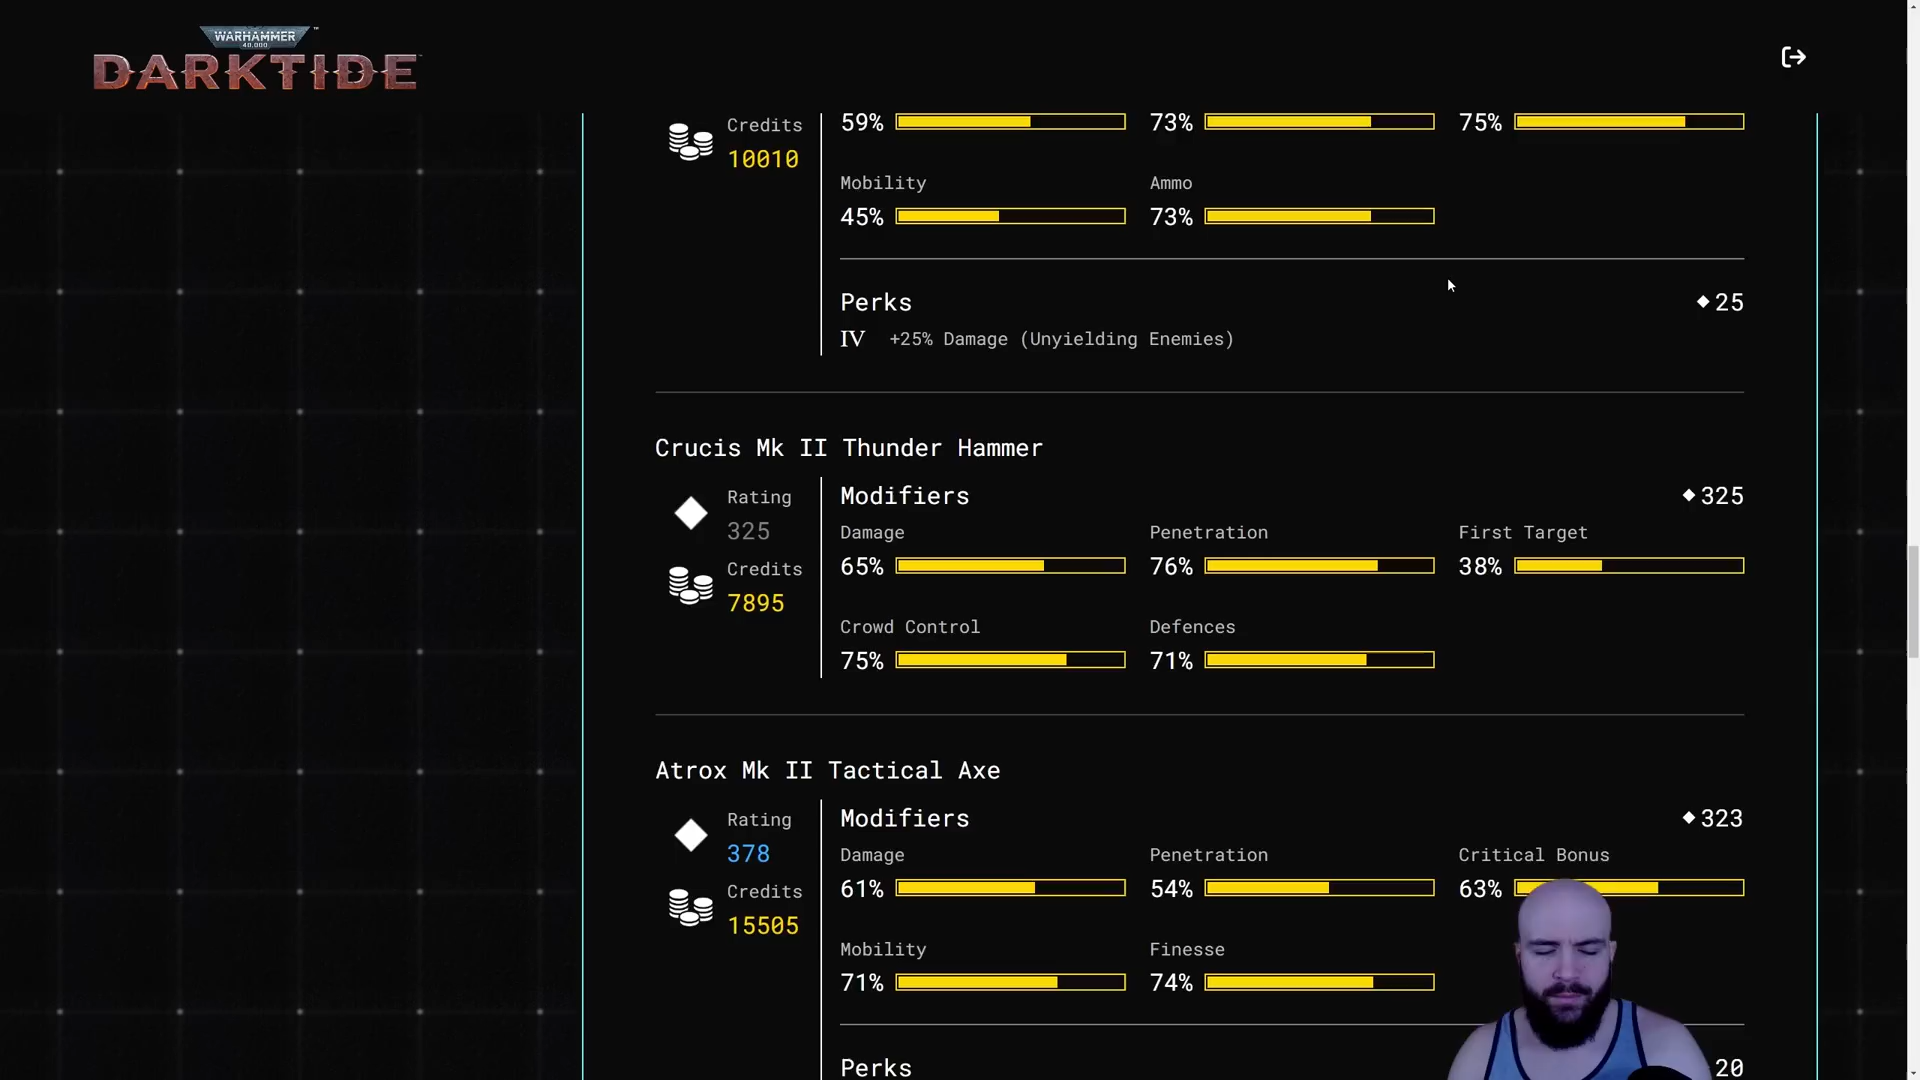 WARHAMMER
40,000
DARKTIDE
Credits
10010
59% 73% 75%
Mobility Ammo
45% 73%
Perks ◆25
IV +25% Damage (Unyielding Enemies)
Crucis Mk II Thunder Hammer
Rating
325
Credits
7895
Modifiers ◆325
Damage Penetration First Target
65% 76% 38%
Crowd Control Defences
75% 71%
Atrox Mk II Tactical Axe
Rating
378
Credits
15505
Modifiers ◆323
Damage Penetration Critical Bonus
61% 54% 63%
Mobility Finesse
71% 74%
Perks 20